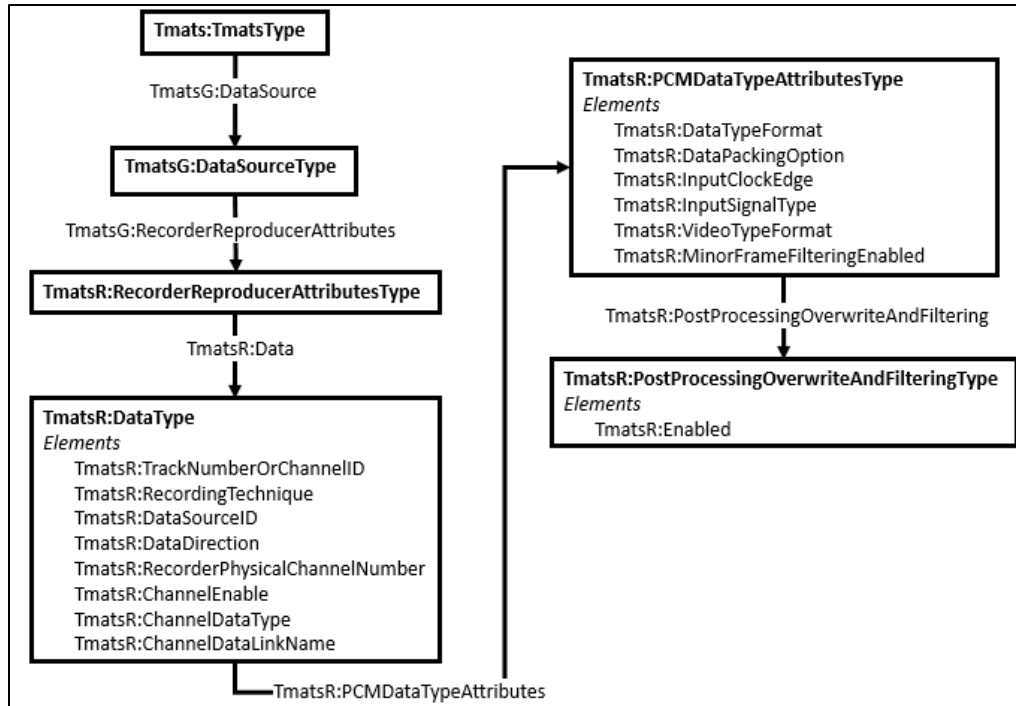 Tmats:TmatsType
TmatsG:DataSource
TmatsG:DataSourceType
TmatsG:RecorderReproducerAttributes
TmatsR:RecorderReproducerAttributesType
TmatsR:Data
TmatsR:DataType
Elements
TmatsR:TrackNumberOrChannelID
TmatsR:RecordingTechnique
TmatsR:DataSourceID
TmatsR:DataDirection
TmatsR:RecorderPhysicalChannelNumber
TmatsR:ChannelEnable
TmatsR:ChannelDataType
TmatsR:ChannelDataLinkName
TmatsR:PCMDataTypeAttributes
TmatsR:PCMDataTypeAttributesType
Elements
TmatsR:DataTypeFormat
TmatsR:DataPackingOption
TmatsR:InputClockEdge
TmatsR:InputSignalType
TmatsR:VideoTypeFormat
TmatsR:MinorFrameFilteringEnabled
TmatsR:PostProcessingOverwriteAndFiltering
TmatsR:PostProcessingOverwriteAndFilteringType
Elements
TmatsR:Enabled